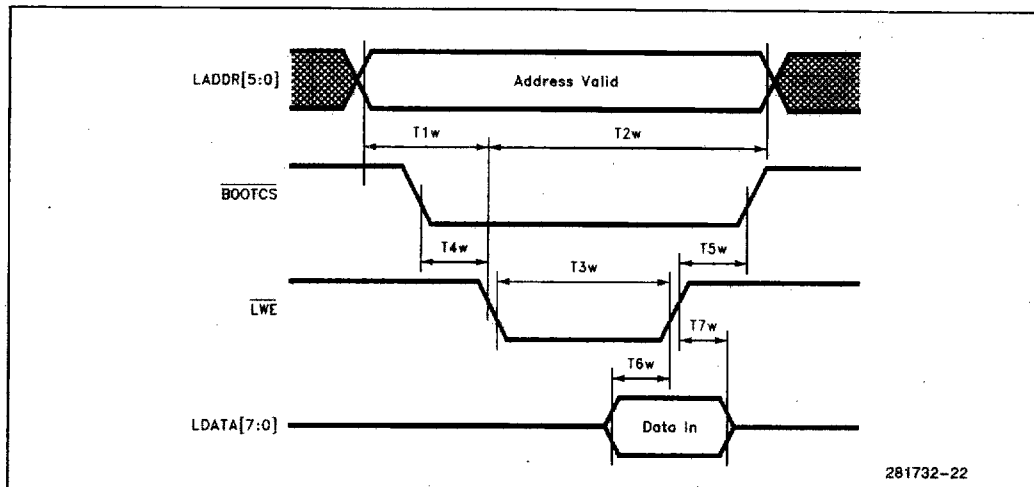 LADDR[5:0]
Address Valid
T1w
T2w
BOOTCS
T4w
T3w
T5w
LWE
T7w
T6w
LDATA[7:0]
Data In
281732-22